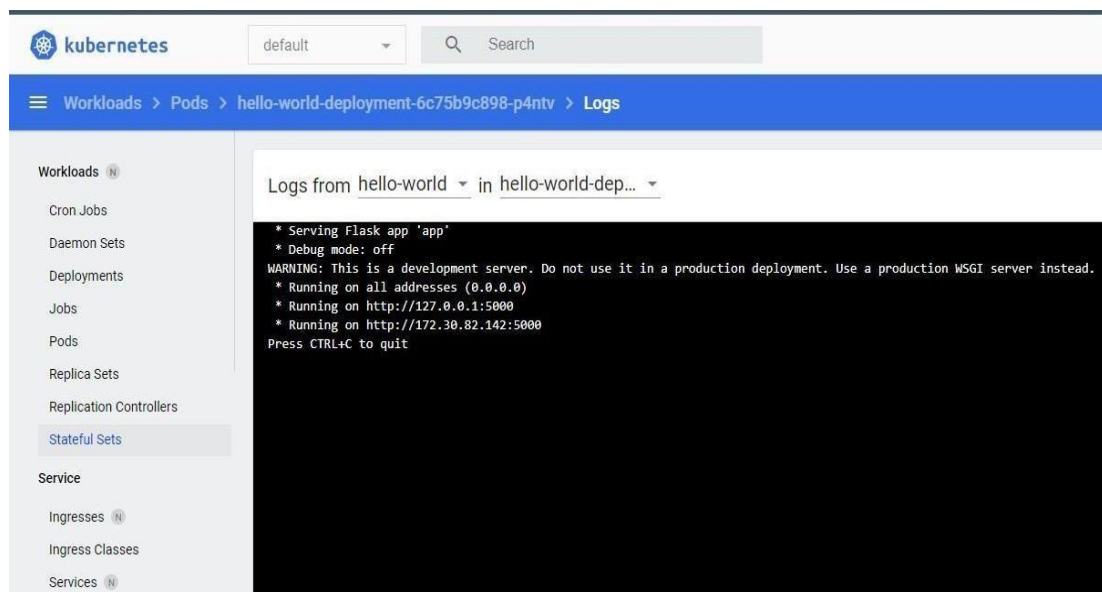 kubernetes
default
Search
Workloads > Pods > hello-world-deployment-6c75b9c898-p4ntv > Logs
Workloads N
Cron Jobs
Daemon Sets
Deployments
Jobs
Pods
Replica Sets
Replication Controllers
Stateful Sets
Service
Ingresses N
Ingress Classes
Services N
Logs from hello-world in hello-world-dep...
* Serving Flask app 'app'
* Debug mode: off
WARNING: This is a development server. Do not use it in a production deployment. Use a production WSGI server instead.
* Running on all addresses (0.0.0.0)
* Running on http://127.0.0.1:5000
* Running on http://172.30.82.142:5000
Press CTRL+C to quit